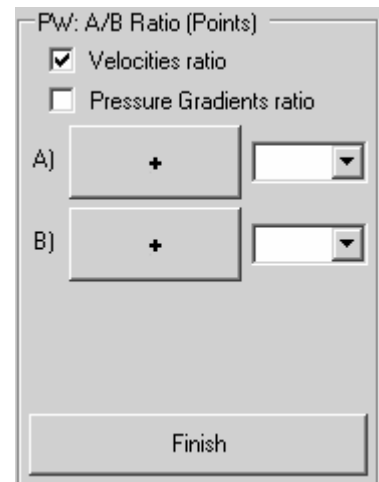 PW: A/B Ratio (Points)
Velocities ratio
Pressure Gradients ratio
A) +
B) +
Finish